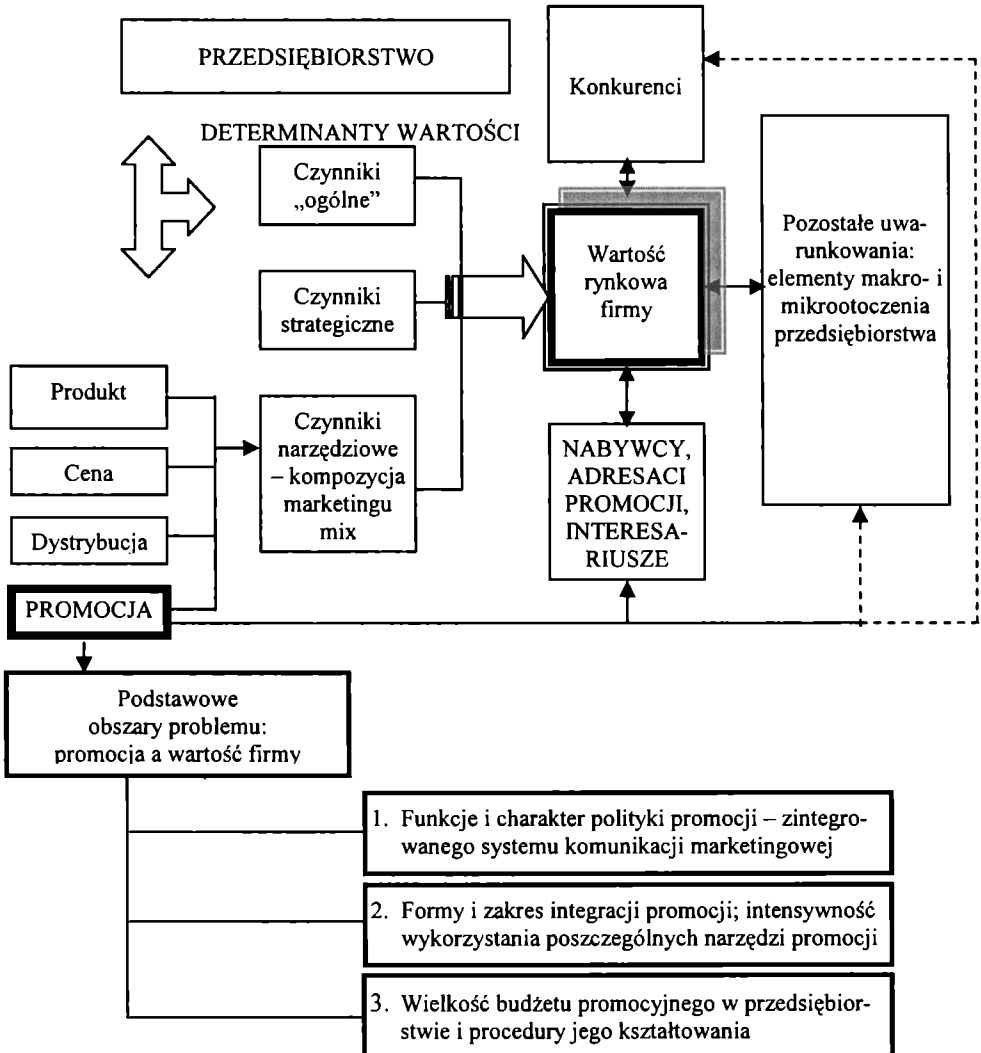 PRZEDSIĘBIORSTWO
Konkurenci
DETERMINANTY WARTOŚCI
Czynniki
„ogólne”
Czynniki
strategiczne
Wartość
rynkowa
firmy
Pozostałe uwa-
runkowania:
elementy makro- i
mikrootoczenia
przedsiębiorstwa
Produkt
Cena
Dystrybucja
PROMOCJA
Czynniki
narzędziowe
– kompozycja
marketingu
mix
NABYWCY,
ADRESACI
PROMOCJI,
INTERESA-
RIUSZE
Podstawowe
obszary problemu:
promocja a wartość firmy
1. Funkcje i charakter polityki promocji – zintegro-
wanego systemu komunikacji marketingowej
2. Formy i zakres integracji promocji; intensywność
wykorzystania poszczególnych narzędzi promocji
3. Wielkość budżetu promocyjnego w przedsiębior-
stwie i procedury jego kształtowania